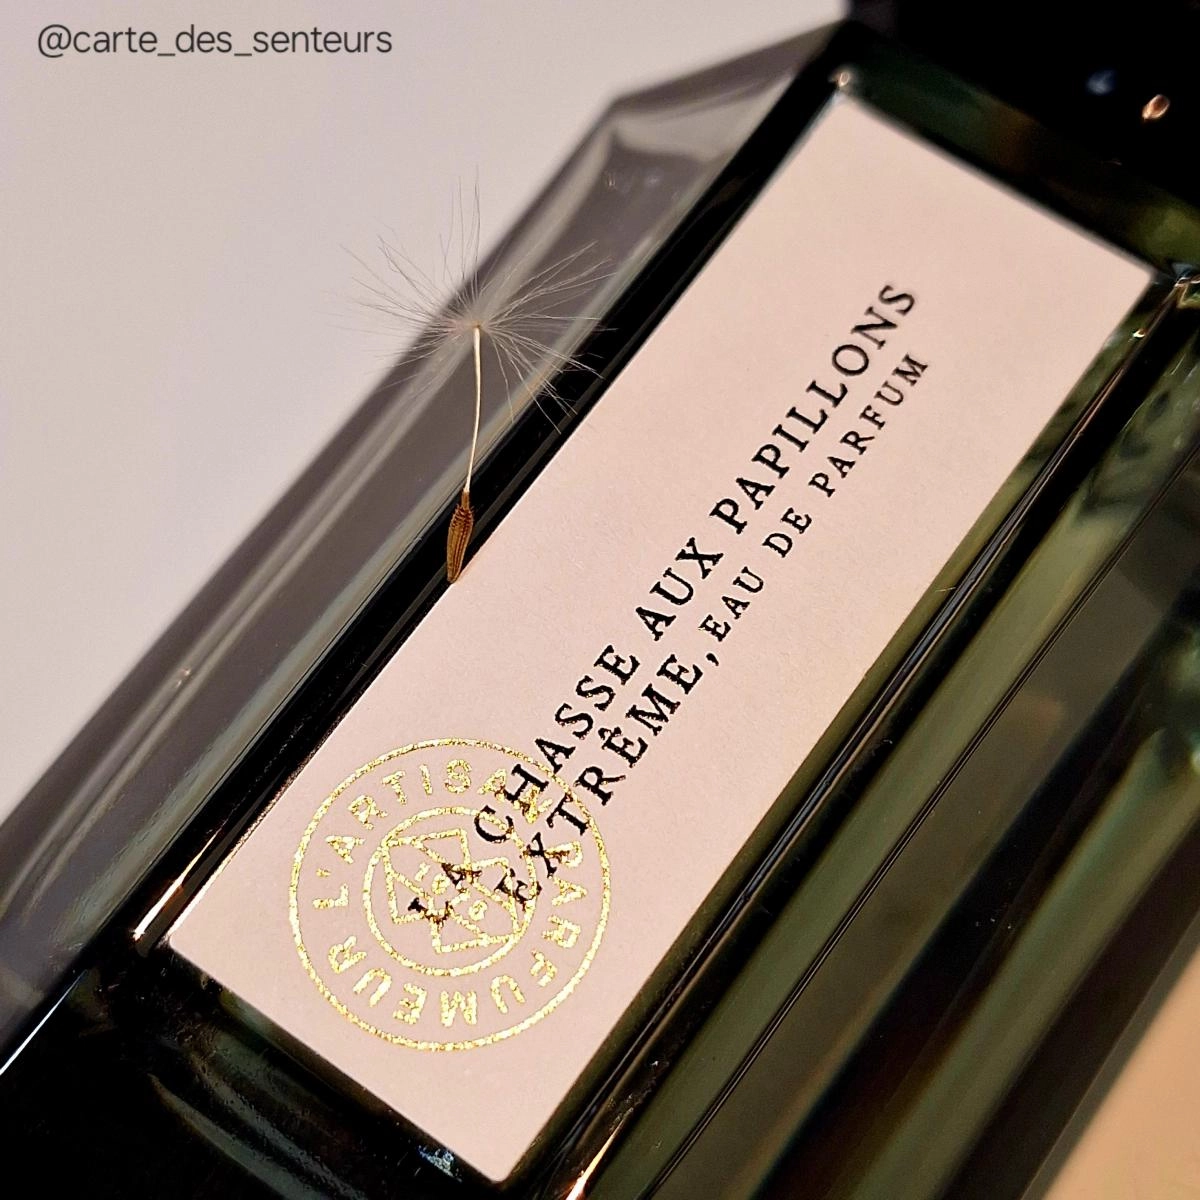 @carte_des_senteurs
LA CHASSE AUX PAPILLONS
EXTRÊME, EAU DE PARFUM
L'ARTISAN PARFUMEUR